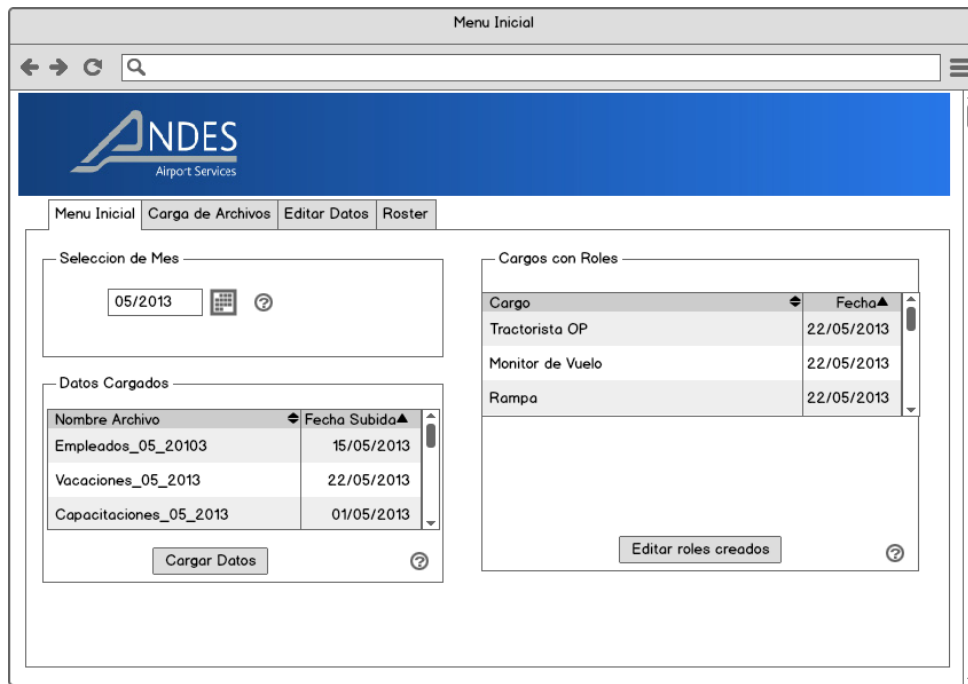 Menu Inicial
ANDES
Airport Services
Menu Inicial Carga de Archivos Editar Datos Roster
Seleccion de Mes
05/2013
Datos Cargados
Nombre Archivo Fecha Subida
Empleados_05_20103 15/05/2013
Vacaciones_05_2013 22/05/2013
Capacitaciones_05_2013 01/05/2013
Cargar Datos
Cargos con Roles
Cargo Fecha
Tractorista OP 22/05/2013
Monitor de Vuelo 22/05/2013
Rampa 22/05/2013
Editar roles creados